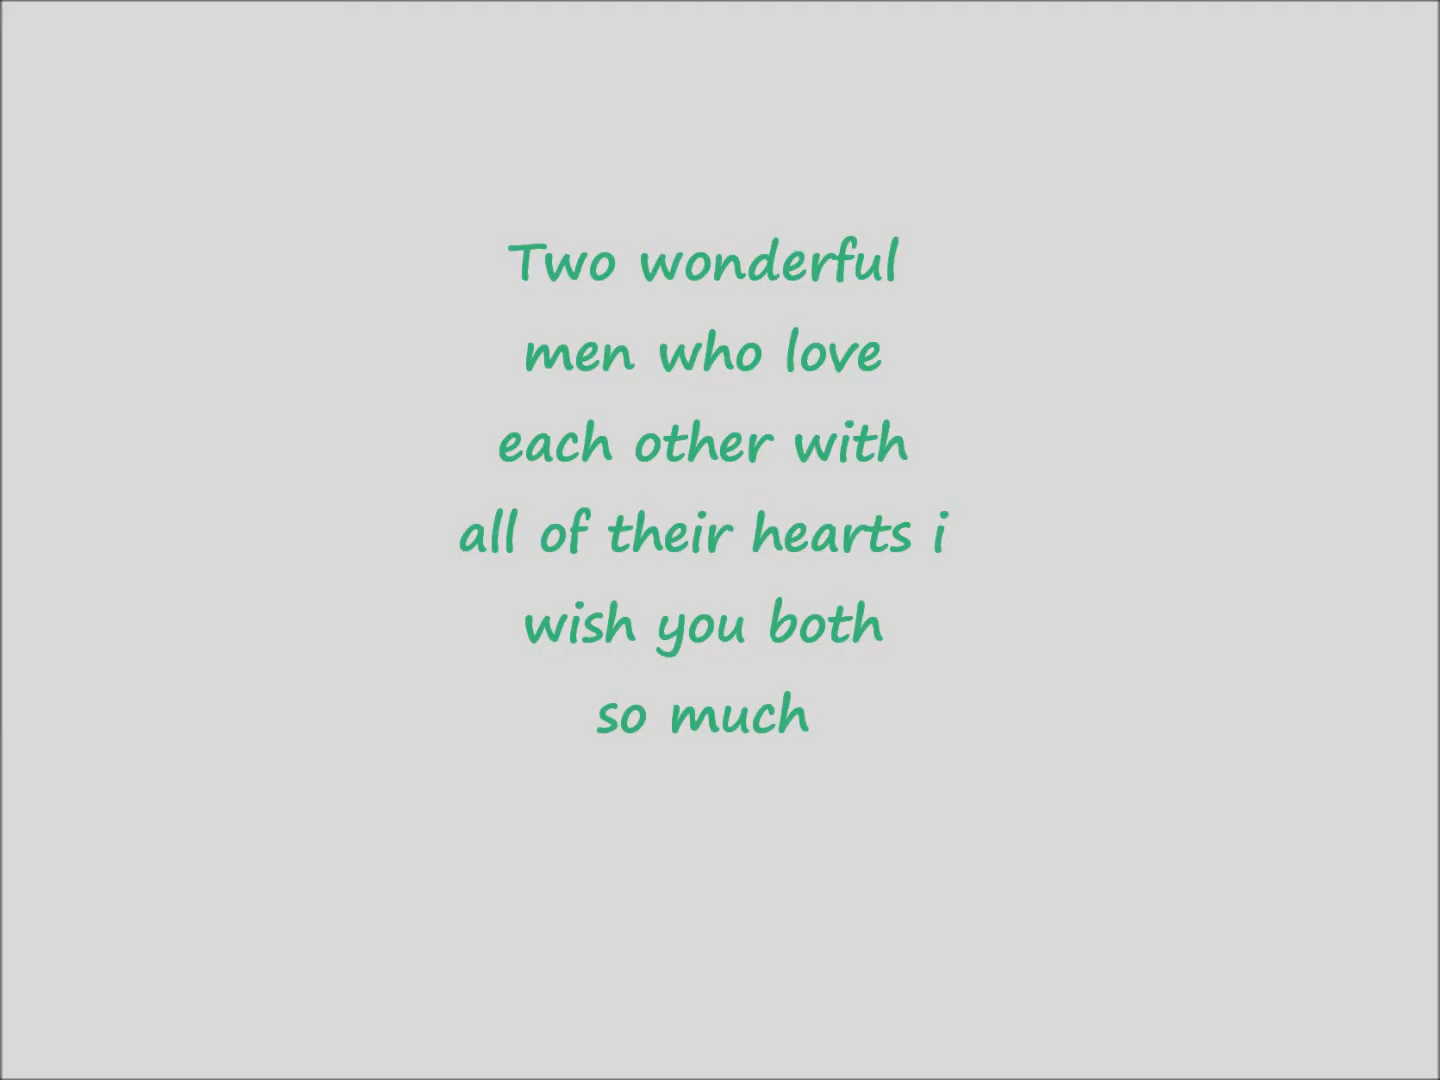 Two wonderful
men who love
each other with
all of their hearts i
wish you both
so much